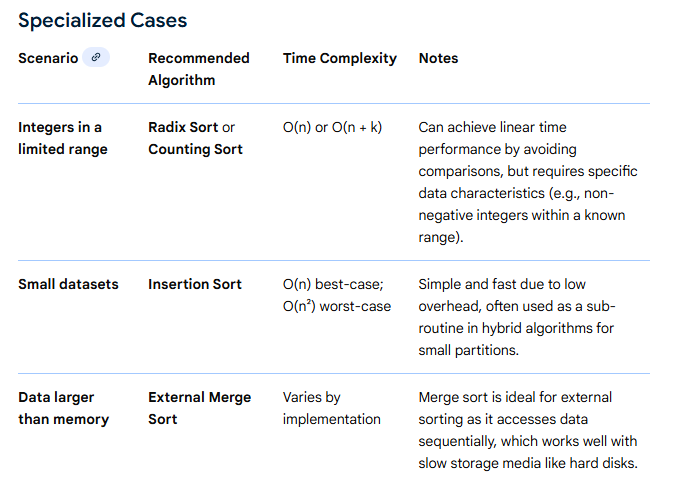 Specialized Cases
Scenario
Recommended
Algorithm
Time Complexity
Notes
Integers in a
limited range
Radix Sort or
Counting Sort
O(n) or O(n + k)
Can achieve linear time
performance by avoiding
comparisons, but requires specific
data characteristics (e.g., non-
negative integers within a known
range).
Small datasets
Insertion Sort
O(n) best-case;
O(n²) worst-case
Simple and fast due to low
overhead, often used as a sub-
routine in hybrid algorithms for
small partitions.
Data larger
than memory
External Merge
Sort
Varies by
implementation
Merge sort is ideal for external
sorting as it accesses data
sequentially, which works well with
slow storage media like hard disks.